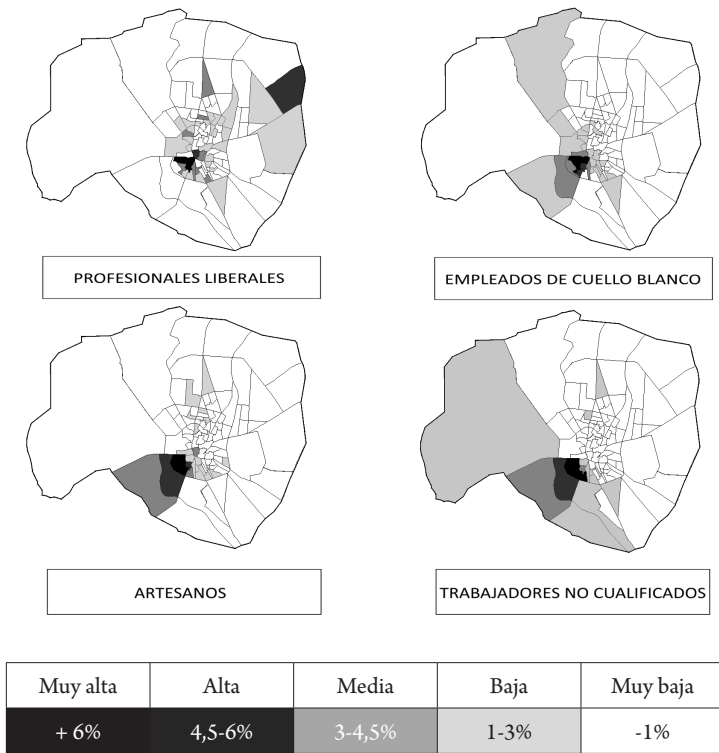 PROFESIONALES LIBERALES
EMPLEADOS DE CUELLO BLANCO
ARTESANOS
TRABAJADORES NO CUALIFICADOS
Muy alta Alta Media Baja Muy baja
+ 6% 4,5-6% 3-4,5% 1-3% -1%